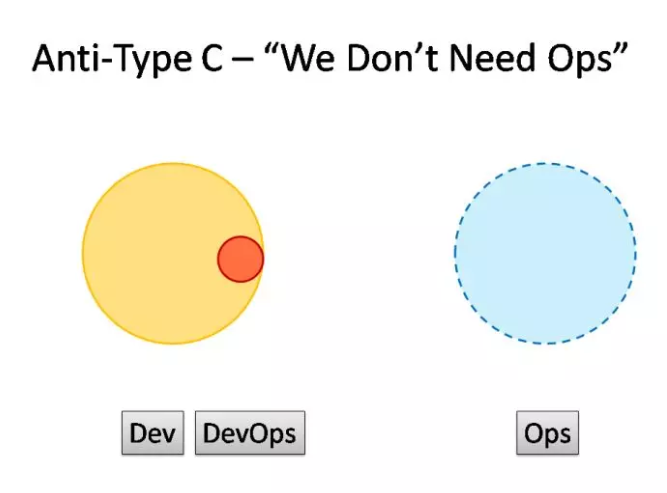 Anti-Type C – “We Don’t Need Ops”
Dev
DevOps
Ops